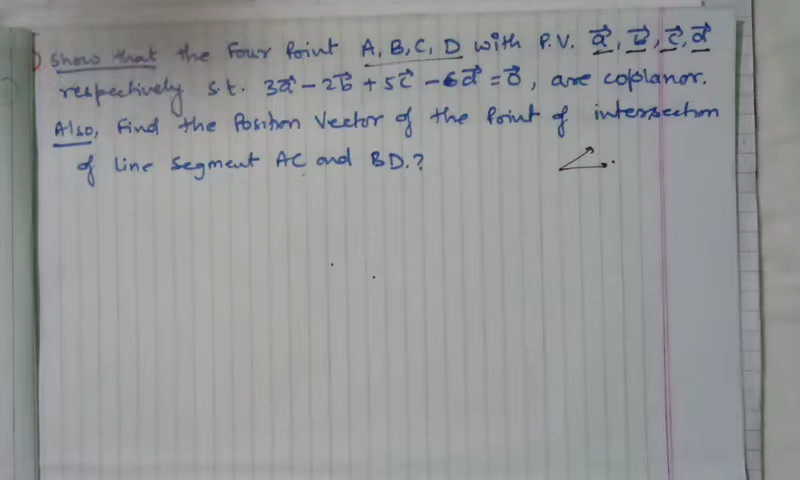 Show that the Four Point A, B, C, D with P.V. a⃗, b⃗, c⃗, d⃗
respectively s.t. 3a⃗ - 2b⃗ + 5c⃗ - 6d⃗ = 0⃗, are coplanar.
Also, Find the Position Vector of the Point of intersection
of line segment AC and BD.?